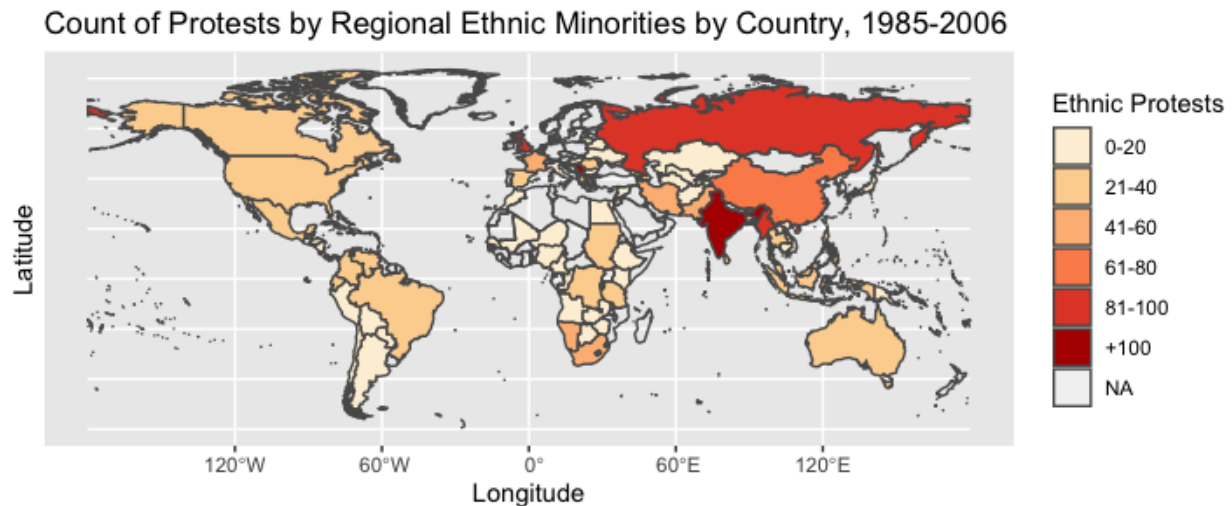 Count of Protests by Regional Ethnic Minorities by Country, 1985-2006
Latitude
Ethnic Protests
0-20
21-40
41-60
61-80
81-100
+100
NA
120°W
60°W
0°
60°E
120°E
Longitude